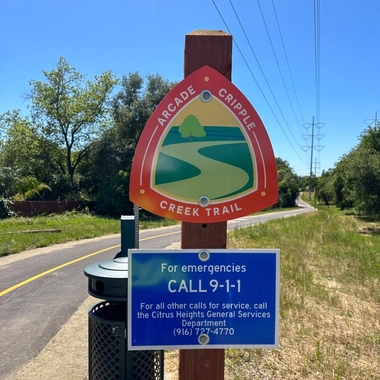 ARCADE CRIPPLE
CREEK TRAIL
For emergencies
CALL 9-1-1
For all other calls for service, call
the Citrus Heights General Services
Department
(916) 727-4770